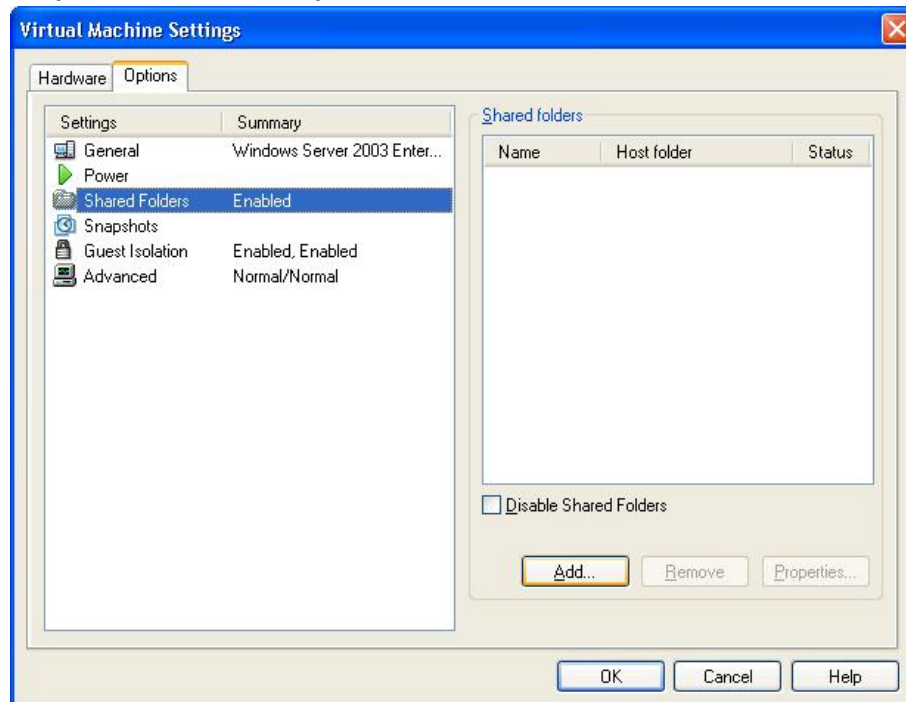 Virtual Machine Settings
Hardware Options
Settings Summary
General Windows Server 2003 Enter...
Power
Shared Folders Enabled
Snapshots
Guest Isolation Enabled, Enabled
Advanced Normal/Normal
Shared folders
Name Host folder Status
Disable Shared Folders
Add... Remove Properties...
OK Cancel Help